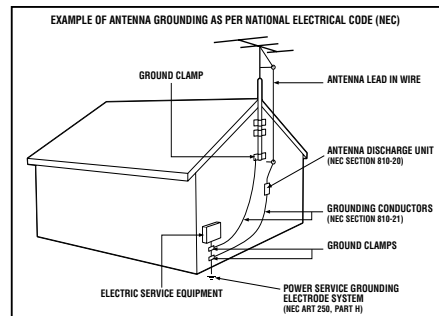 EXAMPLE OF ANTENNA GROUNDING AS PER NATIONAL ELECTRICAL CODE (NEC)
GROUND CLAMP
ANTENNA LEAD IN WIRE
ANTENNA DISCHARGE UNIT
(NEC SECTION 810-20)
GROUNDING CONDUCTORS
(NEC SECTION 810-21)
GROUND CLAMPS
ELECTRIC SERVICE EQUIPMENT
POWER SERVICE GROUNDING
ELECTRODE SYSTEM
(NEC ART 250, PART H)